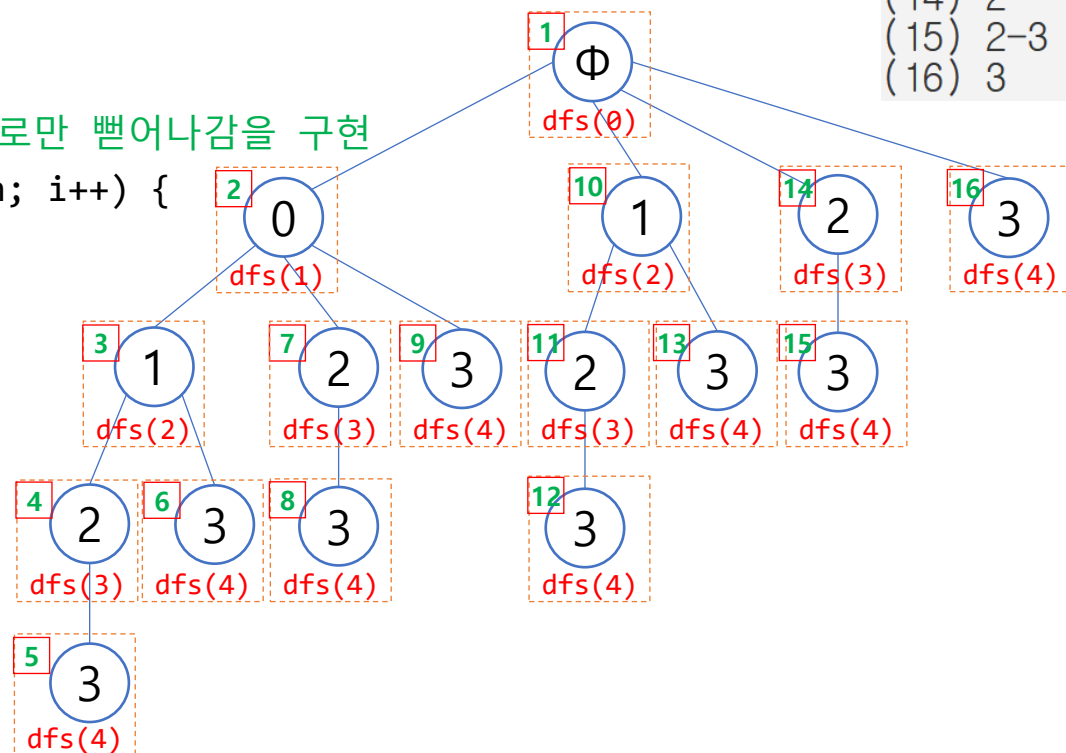 (14) 2
(15) 2-3
(16) 3
로만 뻗어나감을 구현
; i++) {
1
Φ
dfs(0)
2
0
dfs(1)
10
1
dfs(2)
14
2
dfs(3)
16
3
dfs(4)
3
1
dfs(2)
7
2
dfs(3)
9
3
dfs(4)
11
2
dfs(3)
13
3
dfs(4)
15
3
dfs(4)
4
2
dfs(3)
6
3
dfs(4)
8
3
dfs(4)
12
3
dfs(4)
5
3
dfs(4)